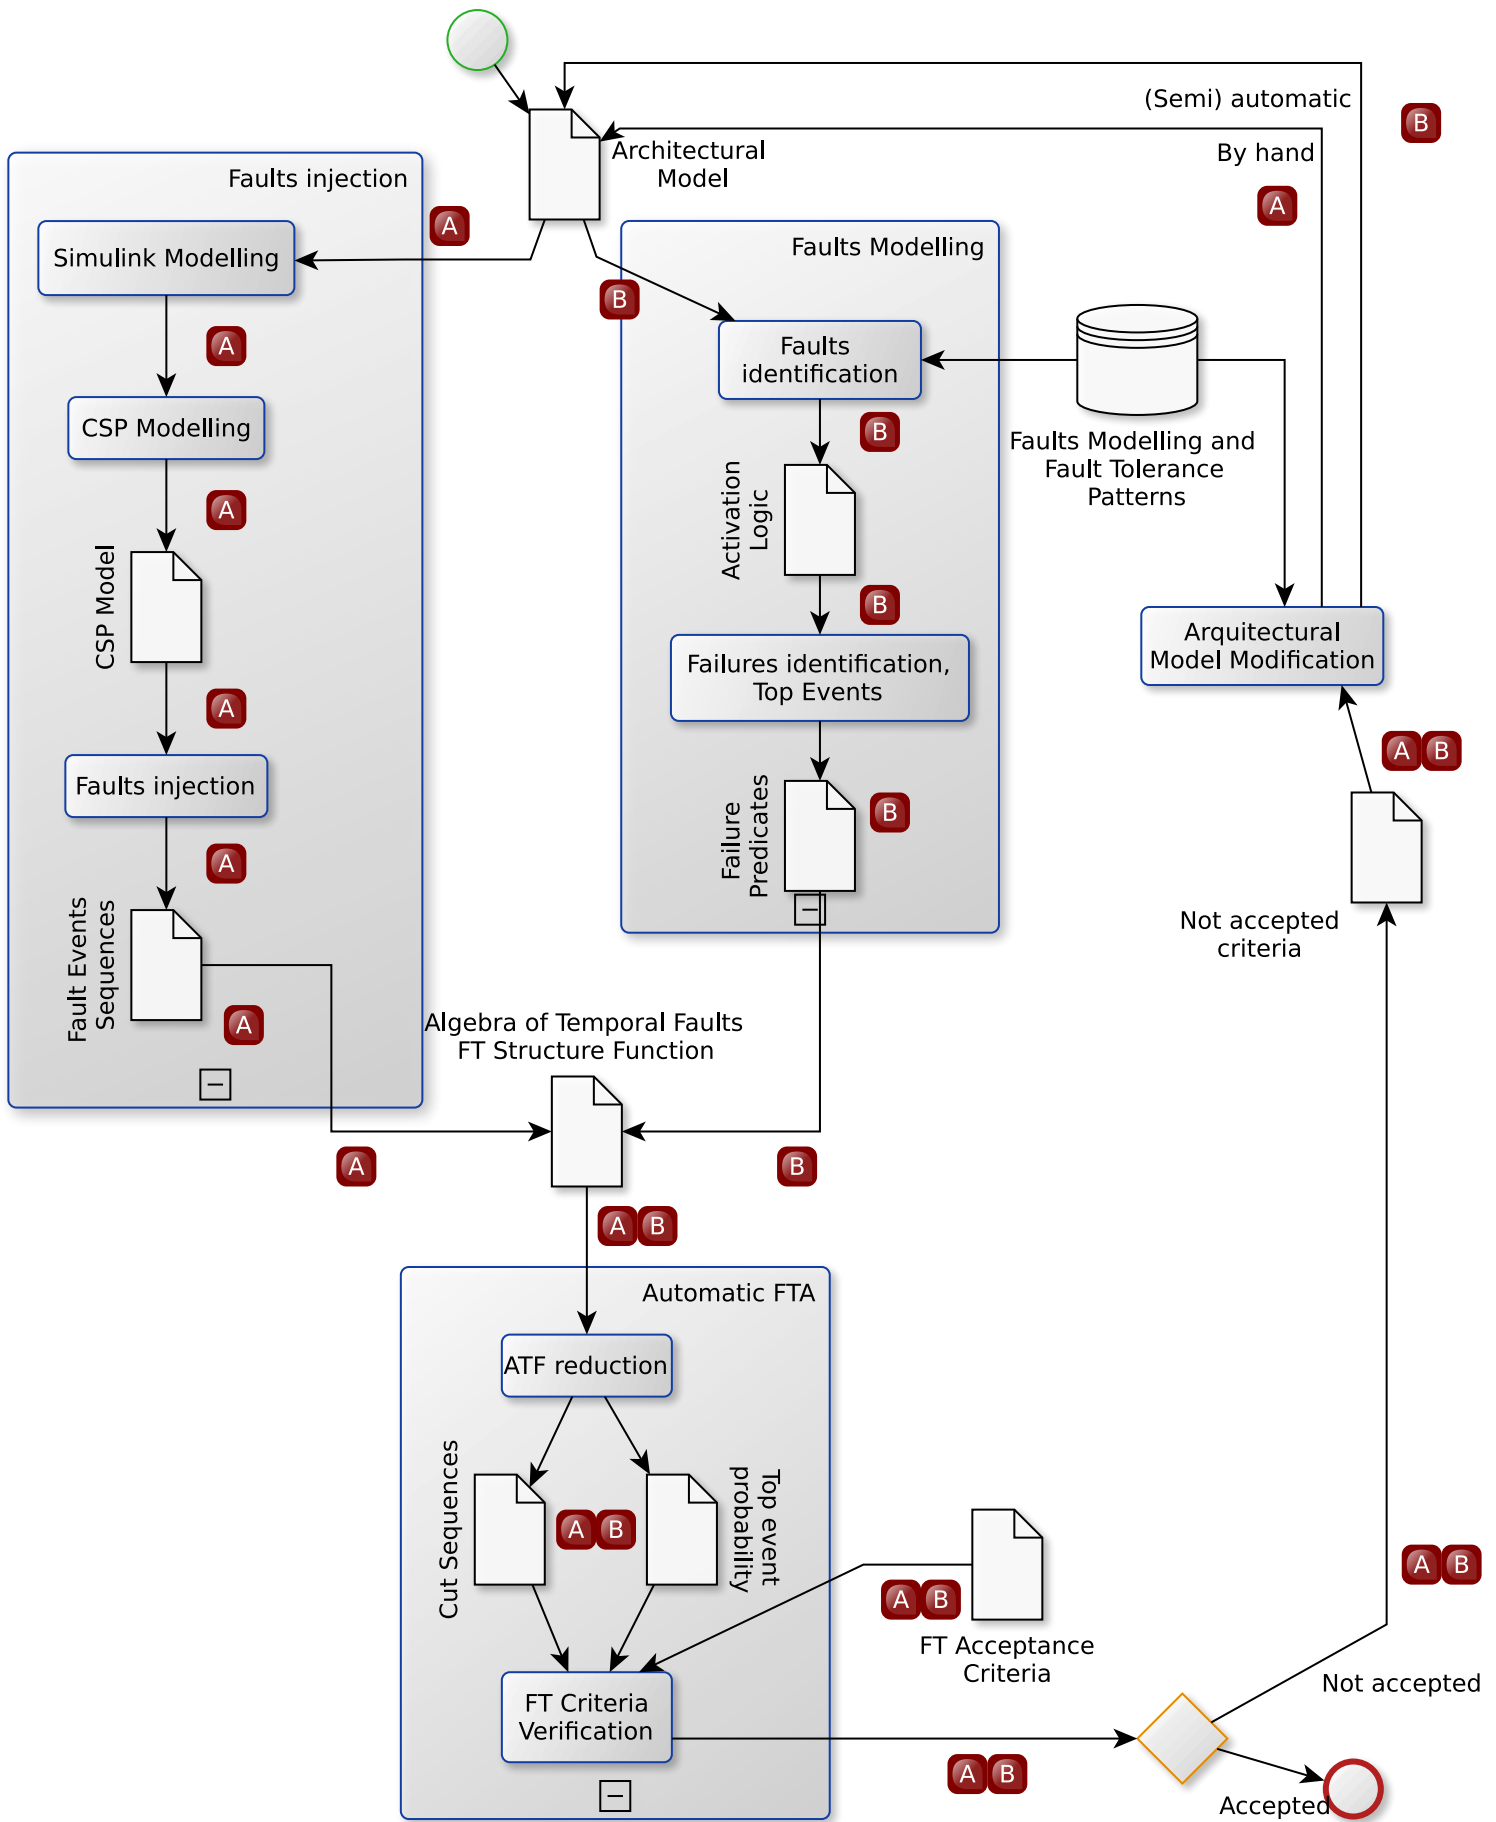 (Semi) automatic
B
By hand
A
Architectural
Model
Faults injection
A
Simulink Modelling
A
CSP Modelling
A
CSP Model
A
Faults injection
A
Fault Events
Sequences
A
A
B
Faults Modelling
Faults
identification
B
Activation
Logic
B
Failures identification,
Top Events
Failure
Predicates
B
B
Faults Modelling and
Fault Tolerance
Patterns
Arquitectural
Model Modification
A B
Not accepted
criteria
Algebra of Temporal Faults
FT Structure Function
A B
Automatic FTA
ATF reduction
Cut Sequences
A B
Top event
probability
FT Criteria
Verification
A B
FT Acceptance
Criteria
A B
A B
Not accepted
Accepted